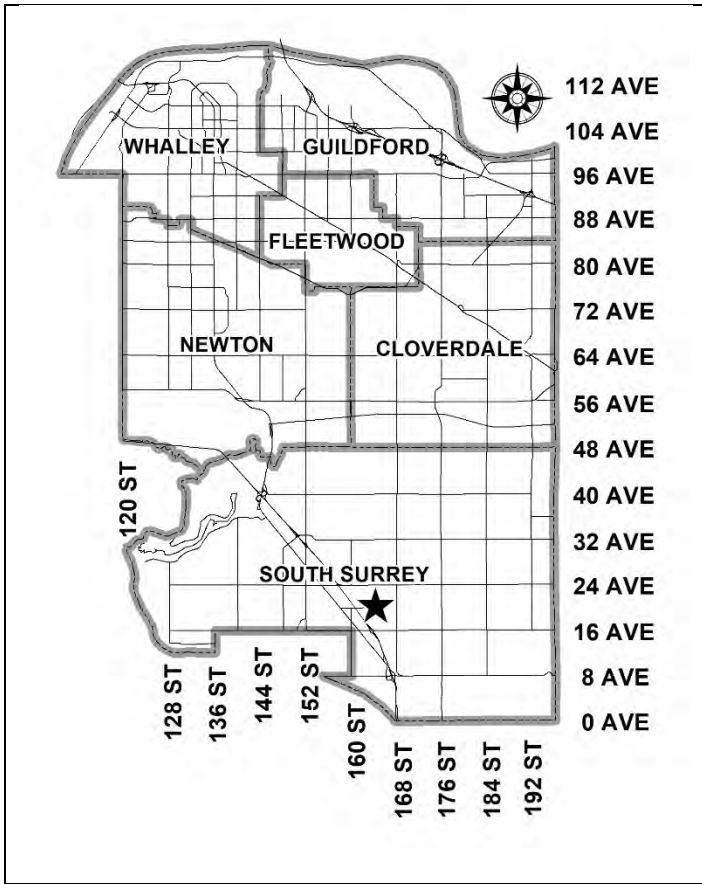 112 AVE
104 AVE
WHALLEY
GUILDFORD
96 AVE
88 AVE
FLEETWOOD
80 AVE
72 AVE
NEWTON
CLOVERDALE
64 AVE
56 AVE
48 AVE
120 ST
40 AVE
32 AVE
SOUTH SURREY
24 AVE
16 AVE
8 AVE
0 AVE
128 ST
136 ST
144 ST
152 ST
160 ST
168 ST
176 ST
184 ST
192 ST